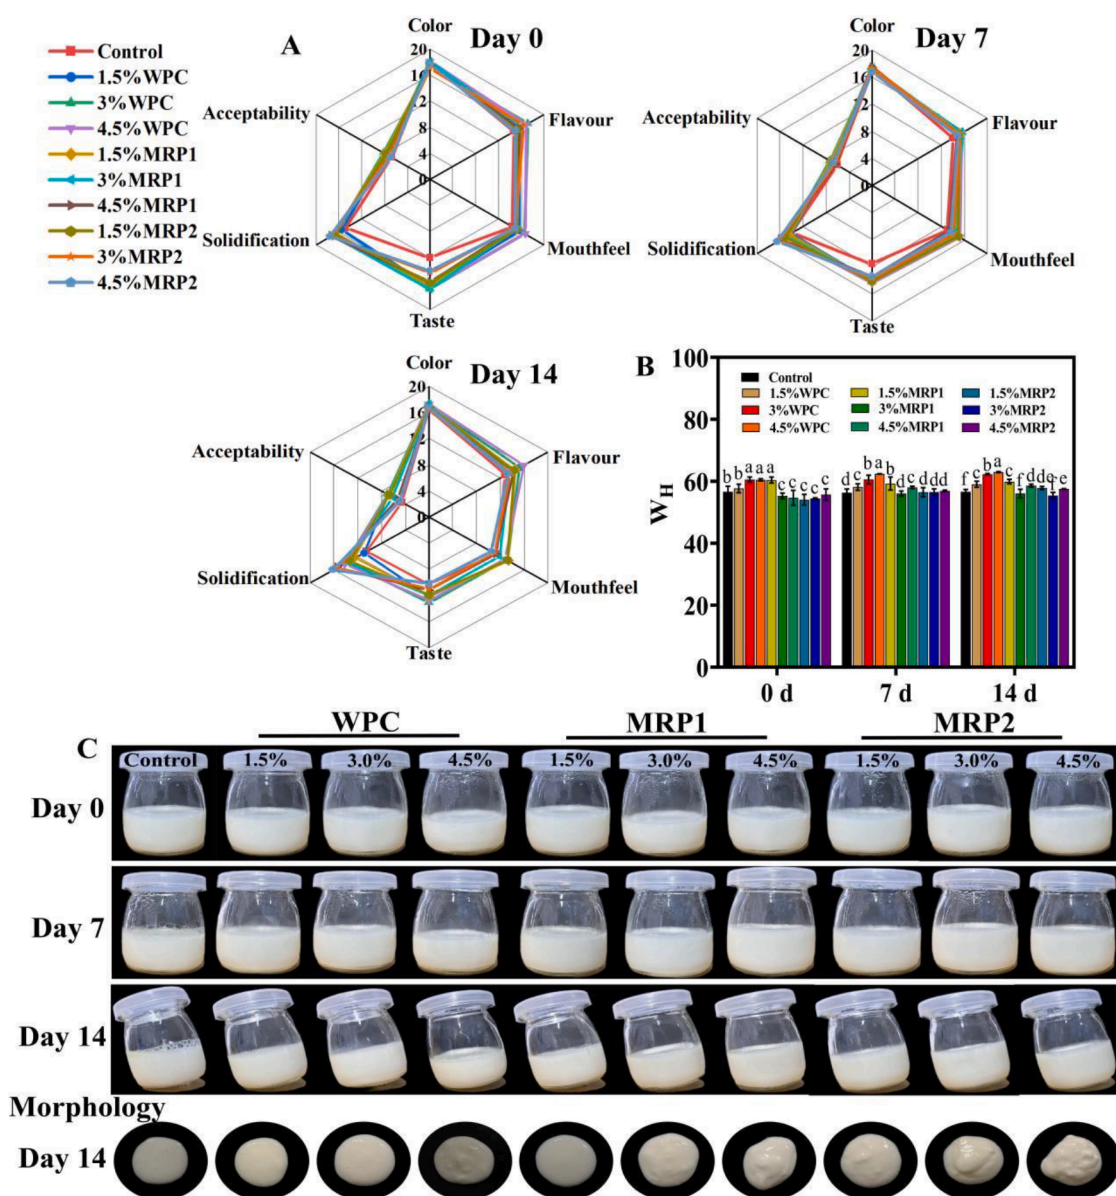 A
Day 0
Control
1.5%WPC
3%WPC
4.5%WPC
1.5%MRP1
3%MRP1
4.5%MRP1
1.5%MRP2
3%MRP2
4.5%MRP2
Color
20
16
12
8
4
0
Flavour
Mouthfeel
Taste
Solidification
Acceptability
Day 7
Color
20
16
12
8
4
0
Flavour
Mouthfeel
Taste
Solidification
Acceptability
Day 14
Color
20
16
12
8
4
0
Flavour
Mouthfeel
Taste
Solidification
Acceptability
B
100
80
60
40
20
0
WH
Control
1.5%WPC 1.5%MRP1 1.5%MRP2
3%WPC 3%MRP1 3%MRP2
4.5%WPC 4.5%MRP1 4.5%MRP2
b b a a a c c c c c
d c b a b d c d d d
f c b a c f d d f e
0 d 7 d 14 d
C
WPC MRP1 MRP2
Control 1.5% 3.0% 4.5% 1.5% 3.0% 4.5% 1.5% 3.0% 4.5%
Day 0
Day 7
Day 14
Morphology
Day 14